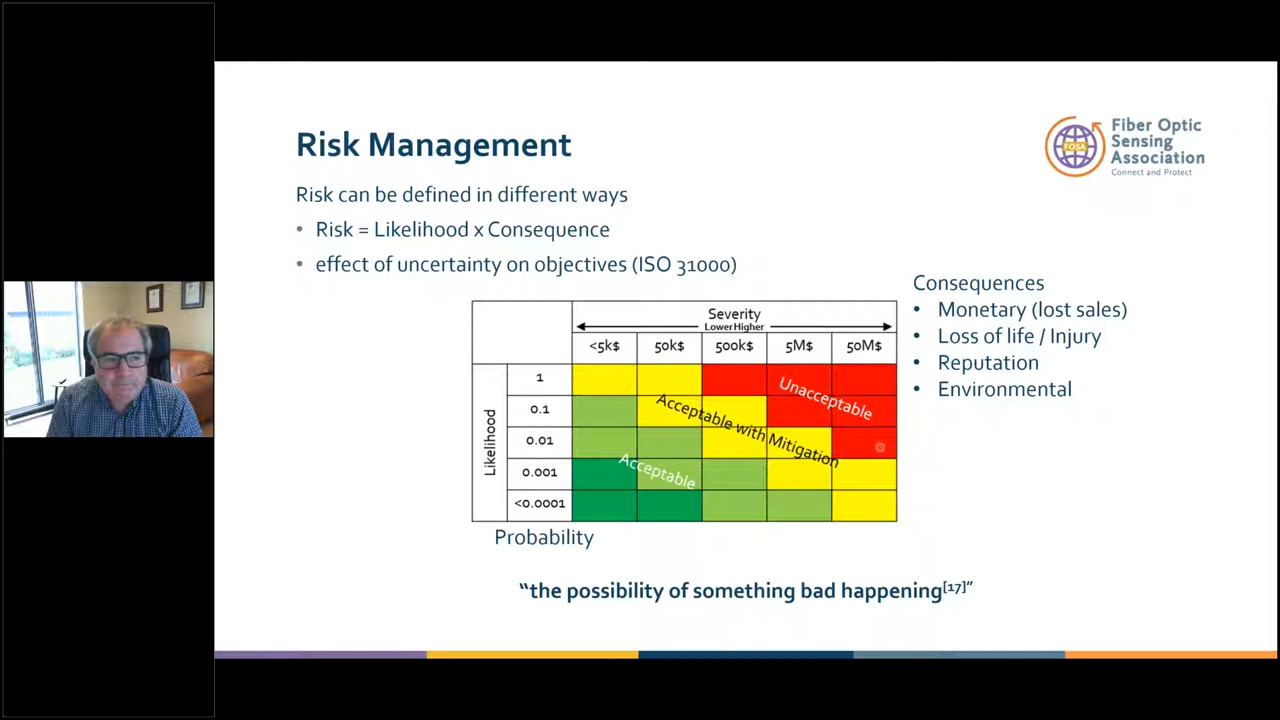 Risk Management
Fiber Optic
Sensing
Association
Connect and Protect
FOSA
Risk can be defined in different ways
• Risk = Likelihood x Consequence
• effect of uncertainty on objectives (ISO 31000)
Severity
LowerHigher
<5k$ 50k$ 500k$ 5M$ 50M$
Likelihood
1
0.1
0.01
0.001
<0.0001
Unacceptable
Acceptable with Mitigation
Acceptable
Probability
Consequences
• Monetary (lost sales)
• Loss of life / Injury
• Reputation
• Environmental
“the possibility of something bad happening[17]”